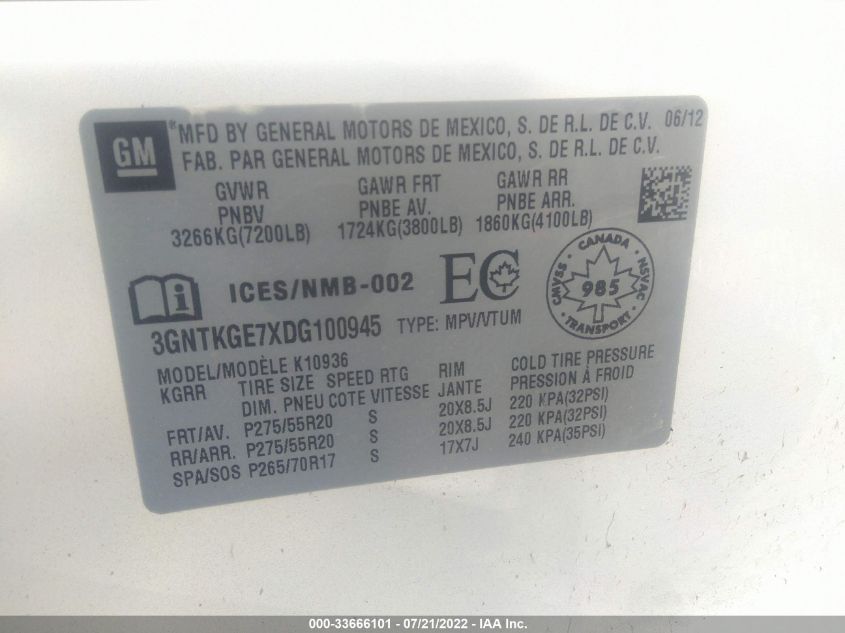 GM
*MFD BY GENERAL MOTORS DE MEXICO, S. DE R.L. DE C.V. 06/12
FAB. PAR GENERAL MOTORS DE MEXICO, S. DE R.L. DE C.V.
GVWR GAWR FRT GAWR RR
PNBV PNBE AV. PNBE ARR.
3266KG(7200LB) 1724KG(3800LB) 1860KG(4100LB)
i ICES/NMB-002 EC
CANADA CMVSS 985 NSVAC TRANSPORT
3GNTKGE7XDG100945 TYPE: MPV/VTUM
MODEL/MODÈLE K10936
KGRR TIRE SIZE SPEED RTG RIM COLD TIRE PRESSURE
DIM. PNEU COTE VITESSE JANTE PRESSION À FROID
FRT/AV. P275/55R20 S 20X8.5J 220 KPA(32PSI)
RR/ARR. P275/55R20 S 20X8.5J 220 KPA(32PSI)
SPA/SOS P265/70R17 S 17X7J 240 KPA(35PSI)
000-33666101 - 07/21/2022 - IAA Inc.